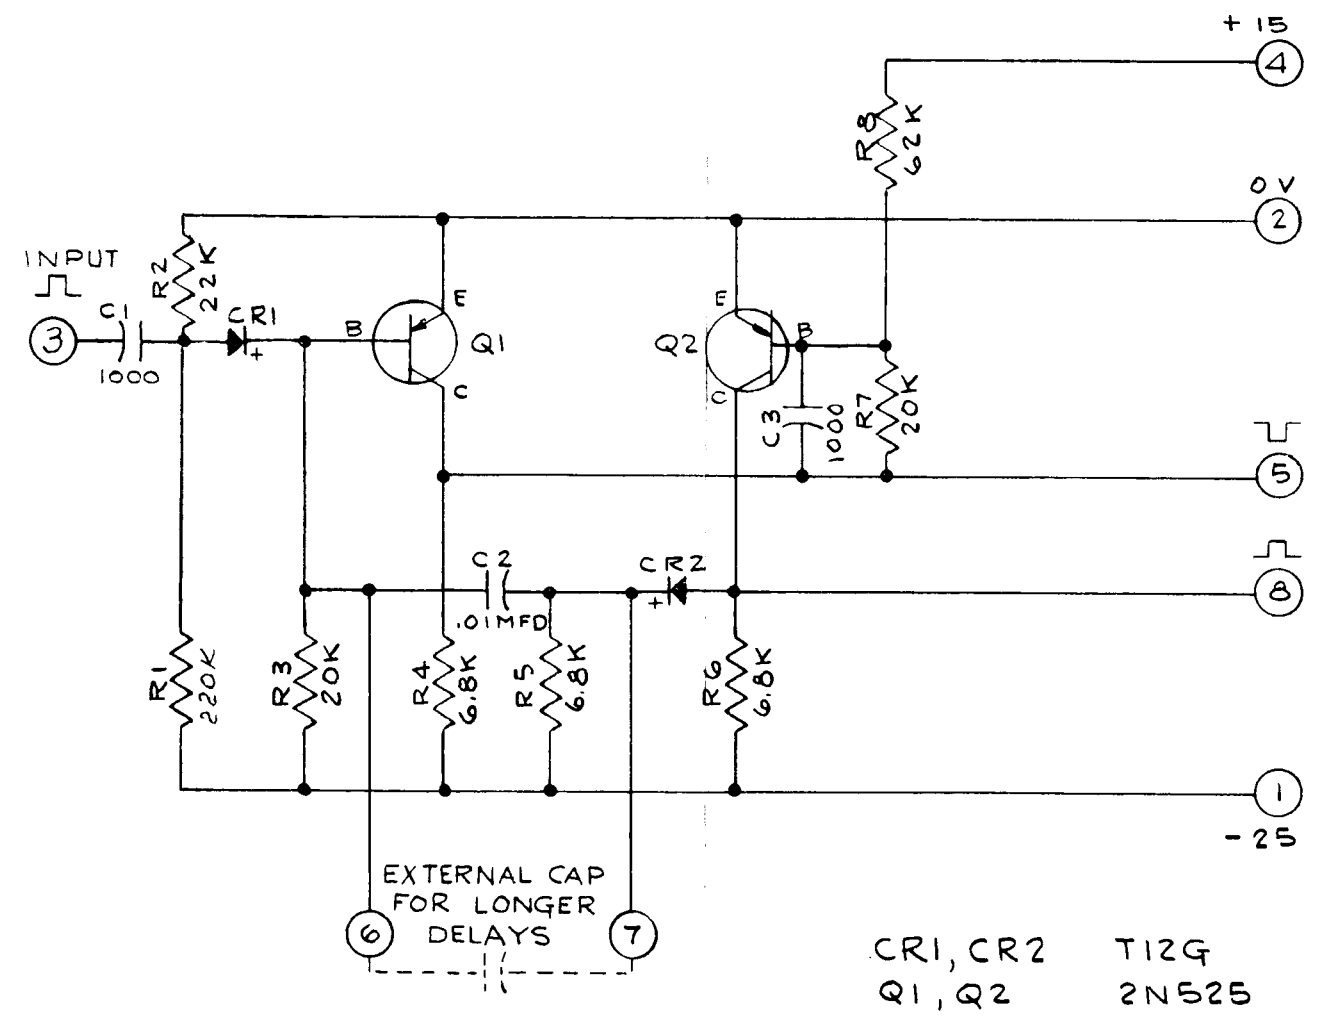 + 15
4
R8
62K
0 V
2
INPUT
3
C1
1000
R2
22K
CR1
+
B
E
Q1
C
E
Q2
B
C
C3
1000
R7
20K
5
C2
.01MFD
CR2
+
8
R1
220K
R3
20K
R4
6.8K
R5
6.8K
R6
6.8K
1
- 25
EXTERNAL CAP
FOR LONGER
DELAYS
6
7
CR1, CR2 T12G
Q1, Q2 2N525